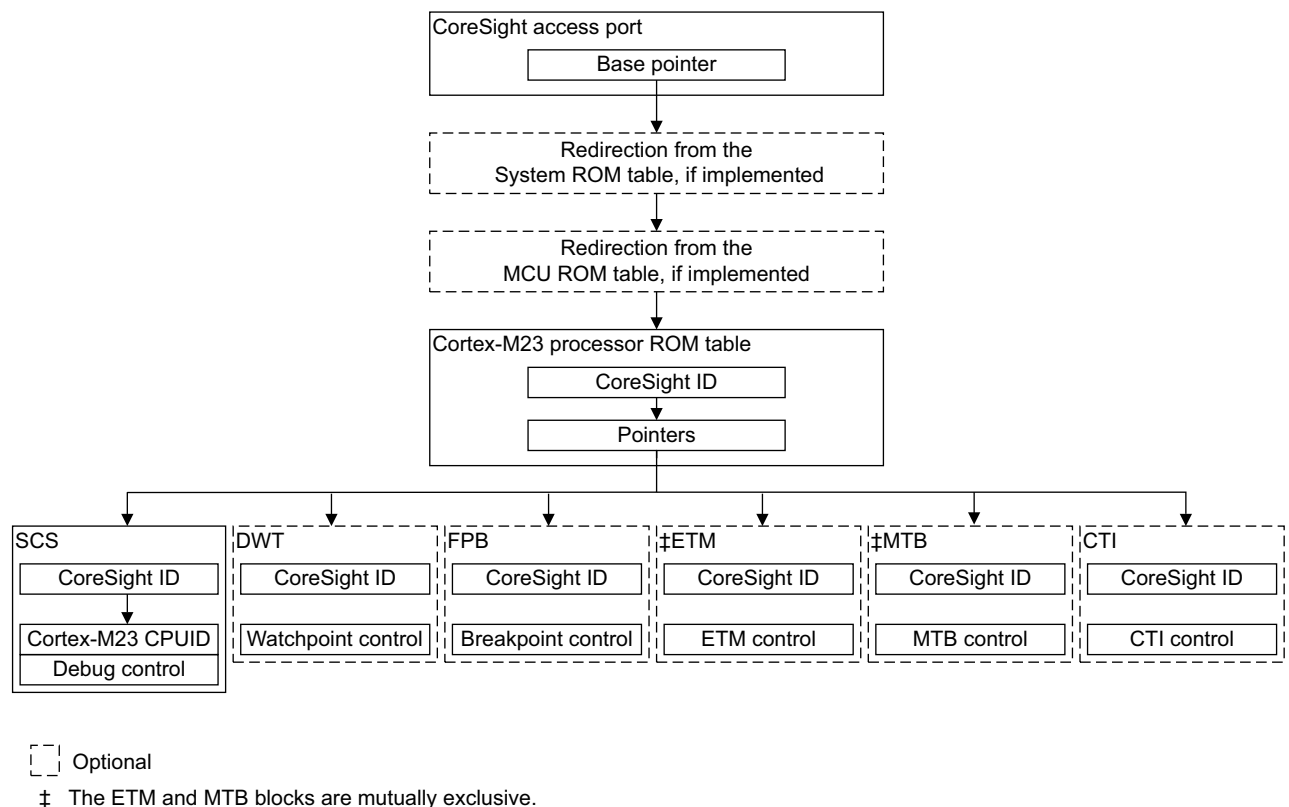 CoreSight access port
Base pointer
Redirection from the
System ROM table, if implemented
Redirection from the
MCU ROM table, if implemented
Cortex-M23 processor ROM table
CoreSight ID
Pointers
SCS
CoreSight ID
Cortex-M23 CPUID
Debug control
DWT
CoreSight ID
Watchpoint control
FPB
CoreSight ID
Breakpoint control
‡ETM
CoreSight ID
ETM control
‡MTB
CoreSight ID
MTB control
CTI
CoreSight ID
CTI control
Optional
‡ The ETM and MTB blocks are mutually exclusive.